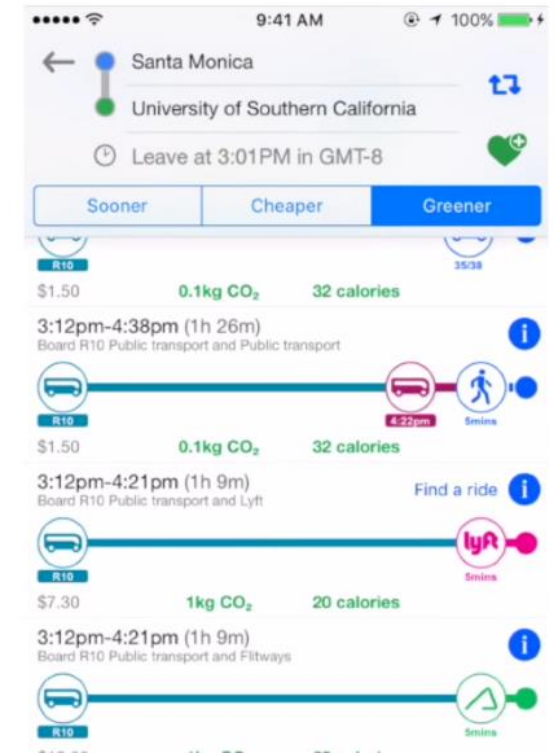 9:41 AM
100%
Santa Monica
University of Southern California
Leave at 3:01PM in GMT-8
Sooner Cheaper Greener
R10 35/38
$1.50 0.1kg CO₂ 32 calories
3:12pm-4:38pm (1h 26m)
Board R10 Public transport and Public transport
R10 4:22pm 5mins
$1.50 0.1kg CO₂ 32 calories
3:12pm-4:21pm (1h 9m)
Find a ride
Board R10 Public transport and Lyft
lyft
R10 5mins
$7.30 1kg CO₂ 20 calories
3:12pm-4:21pm (1h 9m)
Board R10 Public transport and Flitways
R10 5mins